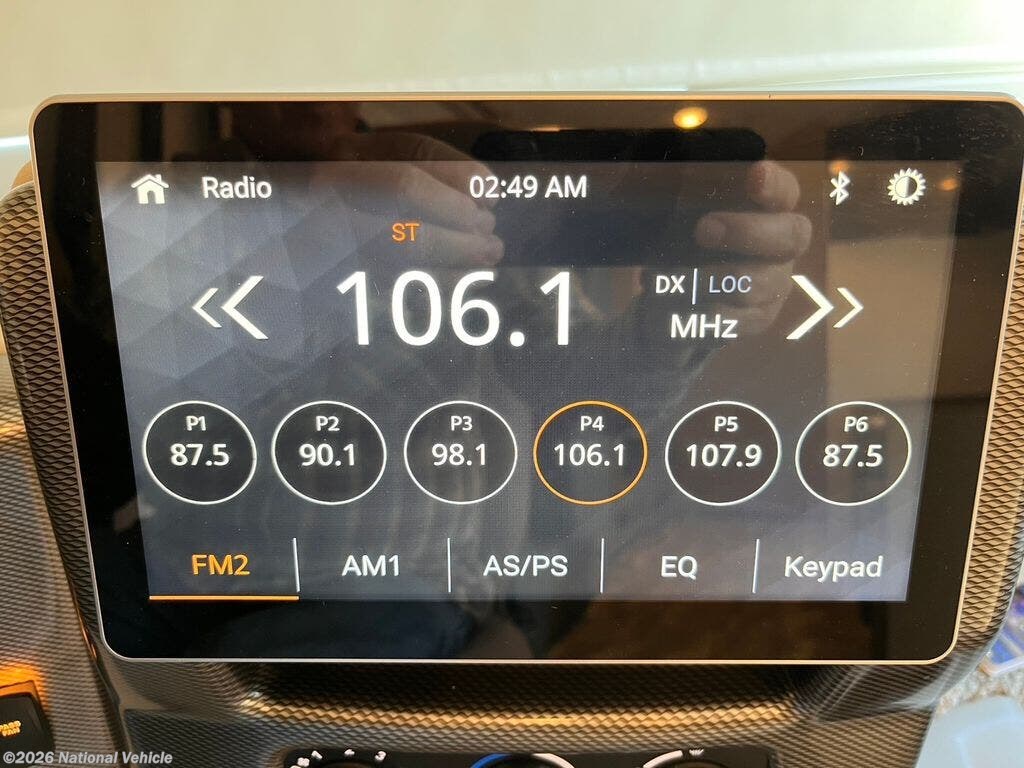 Radio
02:49 AM
ST
106.1
DX | LOC
MHz
P1
87.5
P2
90.1
P3
98.1
P4
106.1
P5
107.9
P6
87.5
FM2
AM1
AS/PS
EQ
Keypad
FAN
©2026 National Vehicle